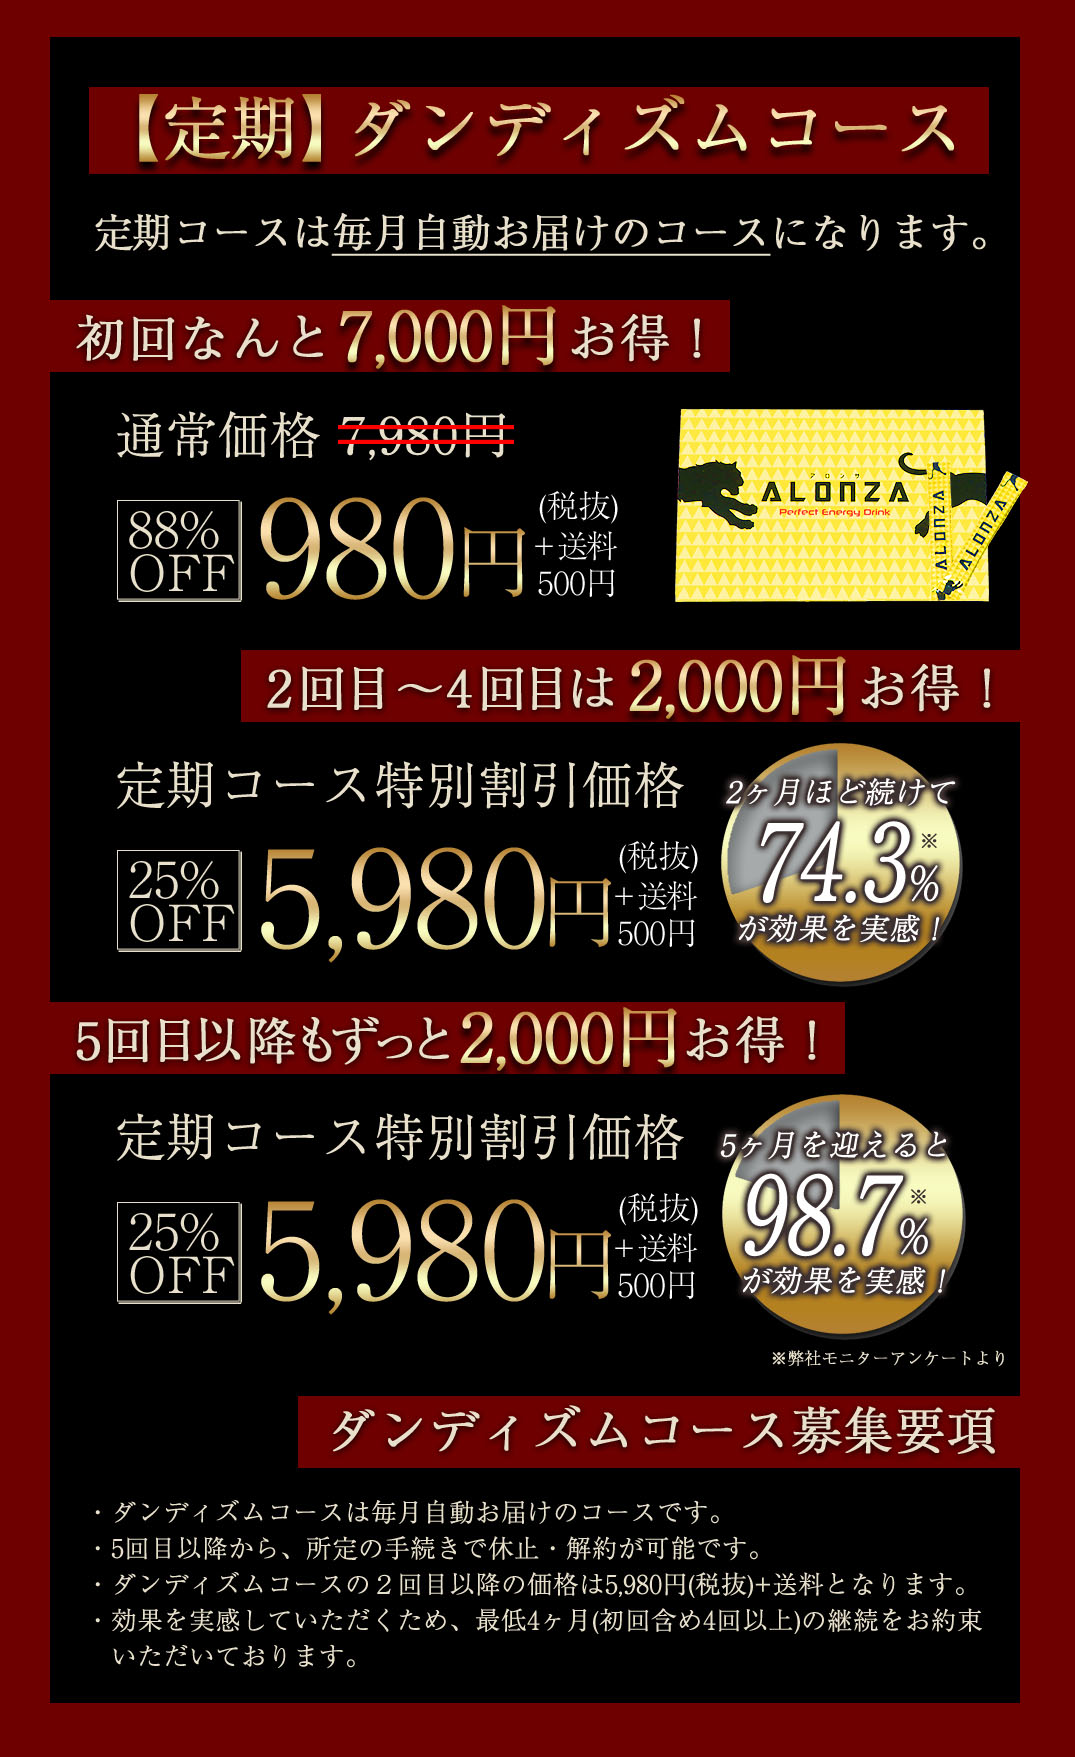 【定期】ダンディズムコース
定期コースは毎月自動お届けのコースになります。
初回なんと7,000円お得！
通常価格 7,980円
88%
OFF
980円
(税抜)
+送料
500円
アロンザ
ALONZA
Perfect Energy Drink
ALONZA
ALONZA
2回目～4回目は2,000円お得！
定期コース特別割引価格
25%
OFF
5,980円
(税抜)
+送料
500円
2ヶ月ほど続けて
74.3%※
が効果を実感！
5回目以降もずっと2,000円お得！
定期コース特別割引価格
25%
OFF
5,980円
(税抜)
+送料
500円
5ヶ月を迎えると
98.7%※
が効果を実感！
※弊社モニターアンケートより
ダンディズムコース募集要項
・ダンディズムコースは毎月自動お届けのコースです。
・5回目以降から、所定の手続きで休止・解約が可能です。
・ダンディズムコースの２回目以降の価格は5,980円(税抜)+送料となります。
・効果を実感していただくため、最低4ヶ月(初回含め4回以上)の継続をお約束
いただいております。